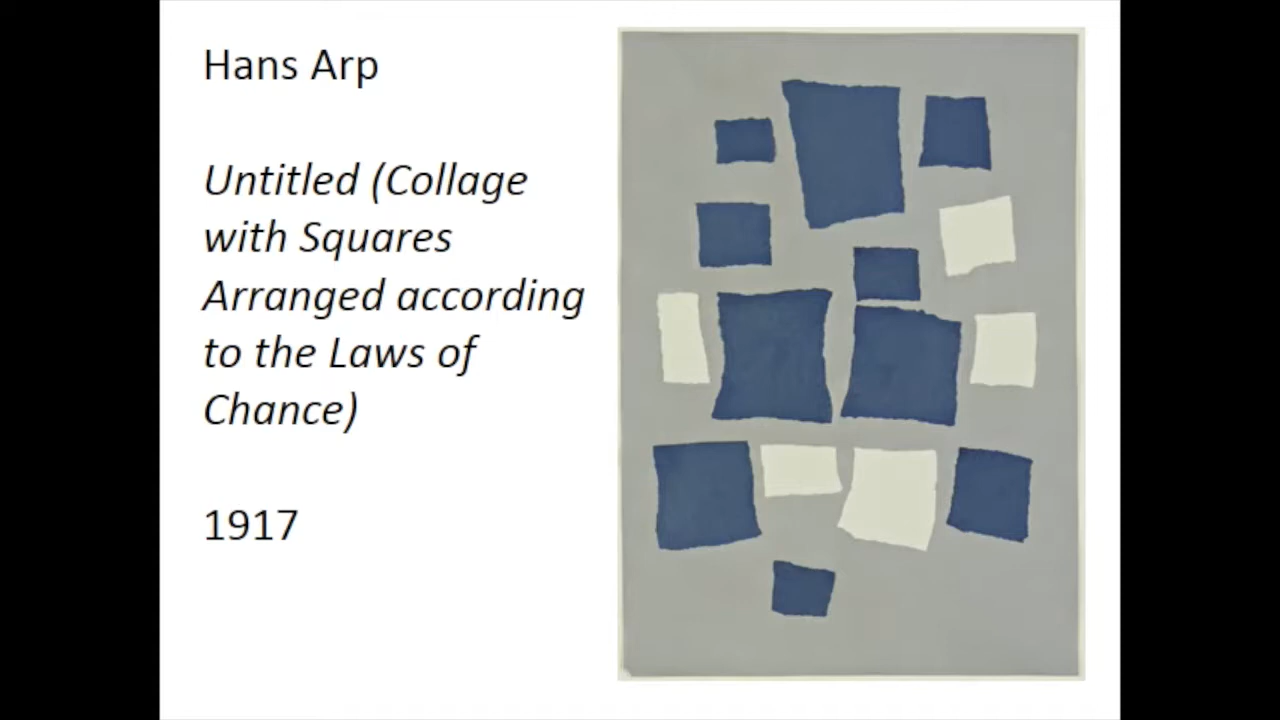 Hans Arp
Untitled (Collage
with Squares
Arranged according
to the Laws of
Chance)
1917